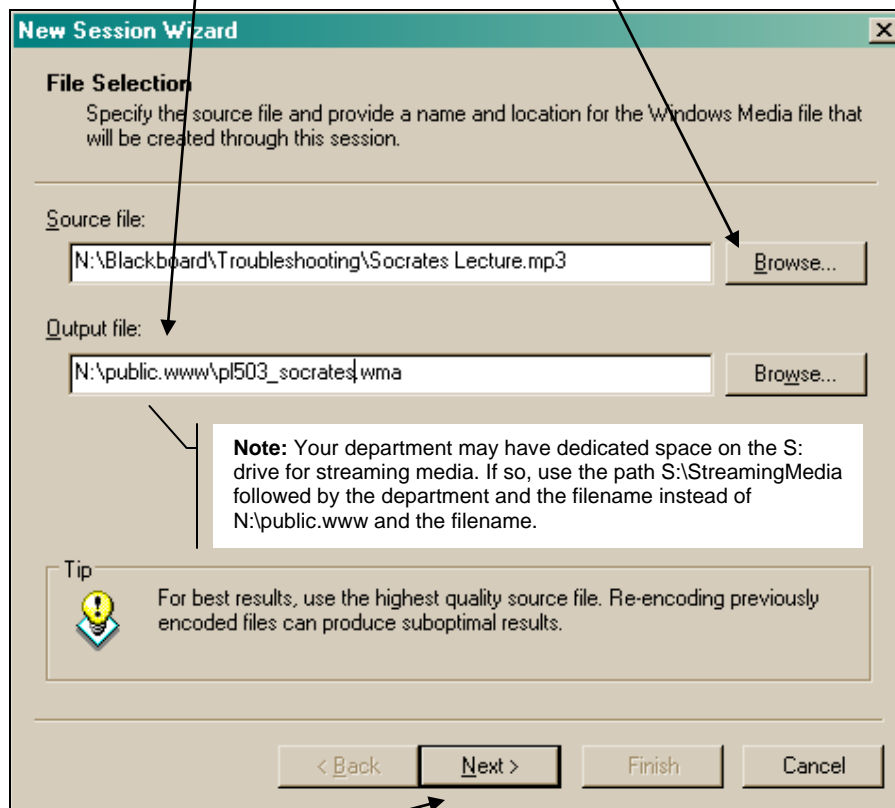 New Session Wizard
File Selection
Specify the source file and provide a name and location for the Windows Media file that
will be created through this session.
Source file:
N:\Blackboard\Troubleshooting\Socrates Lecture.mp3
Browse...
Output file:
N:\public.www\pl503_socrates.wma
Browse...
Note: Your department may have dedicated space on the S:
drive for streaming media. If so, use the path S:\StreamingMedia
followed by the department and the filename instead of
N:\public.www and the filename.
Tip
For best results, use the highest quality source file. Re-encoding previously
encoded files can produce suboptimal results.
< Back
Next >
Finish
Cancel